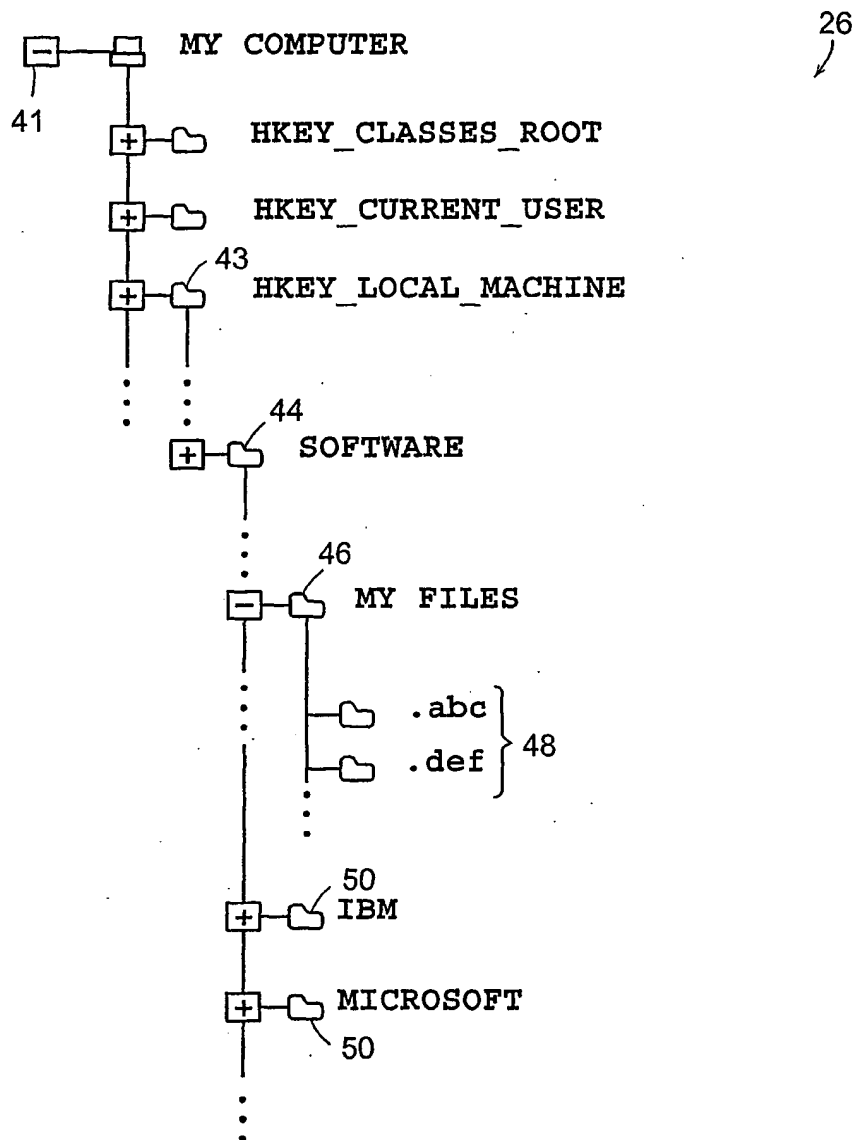 26
MY COMPUTER
41
HKEY_CLASSES_ROOT
HKEY_CURRENT_USER
43
HKEY_LOCAL_MACHINE
44
SOFTWARE
46
MY FILES
.abc
48
.def
50
IBM
MICROSOFT
50